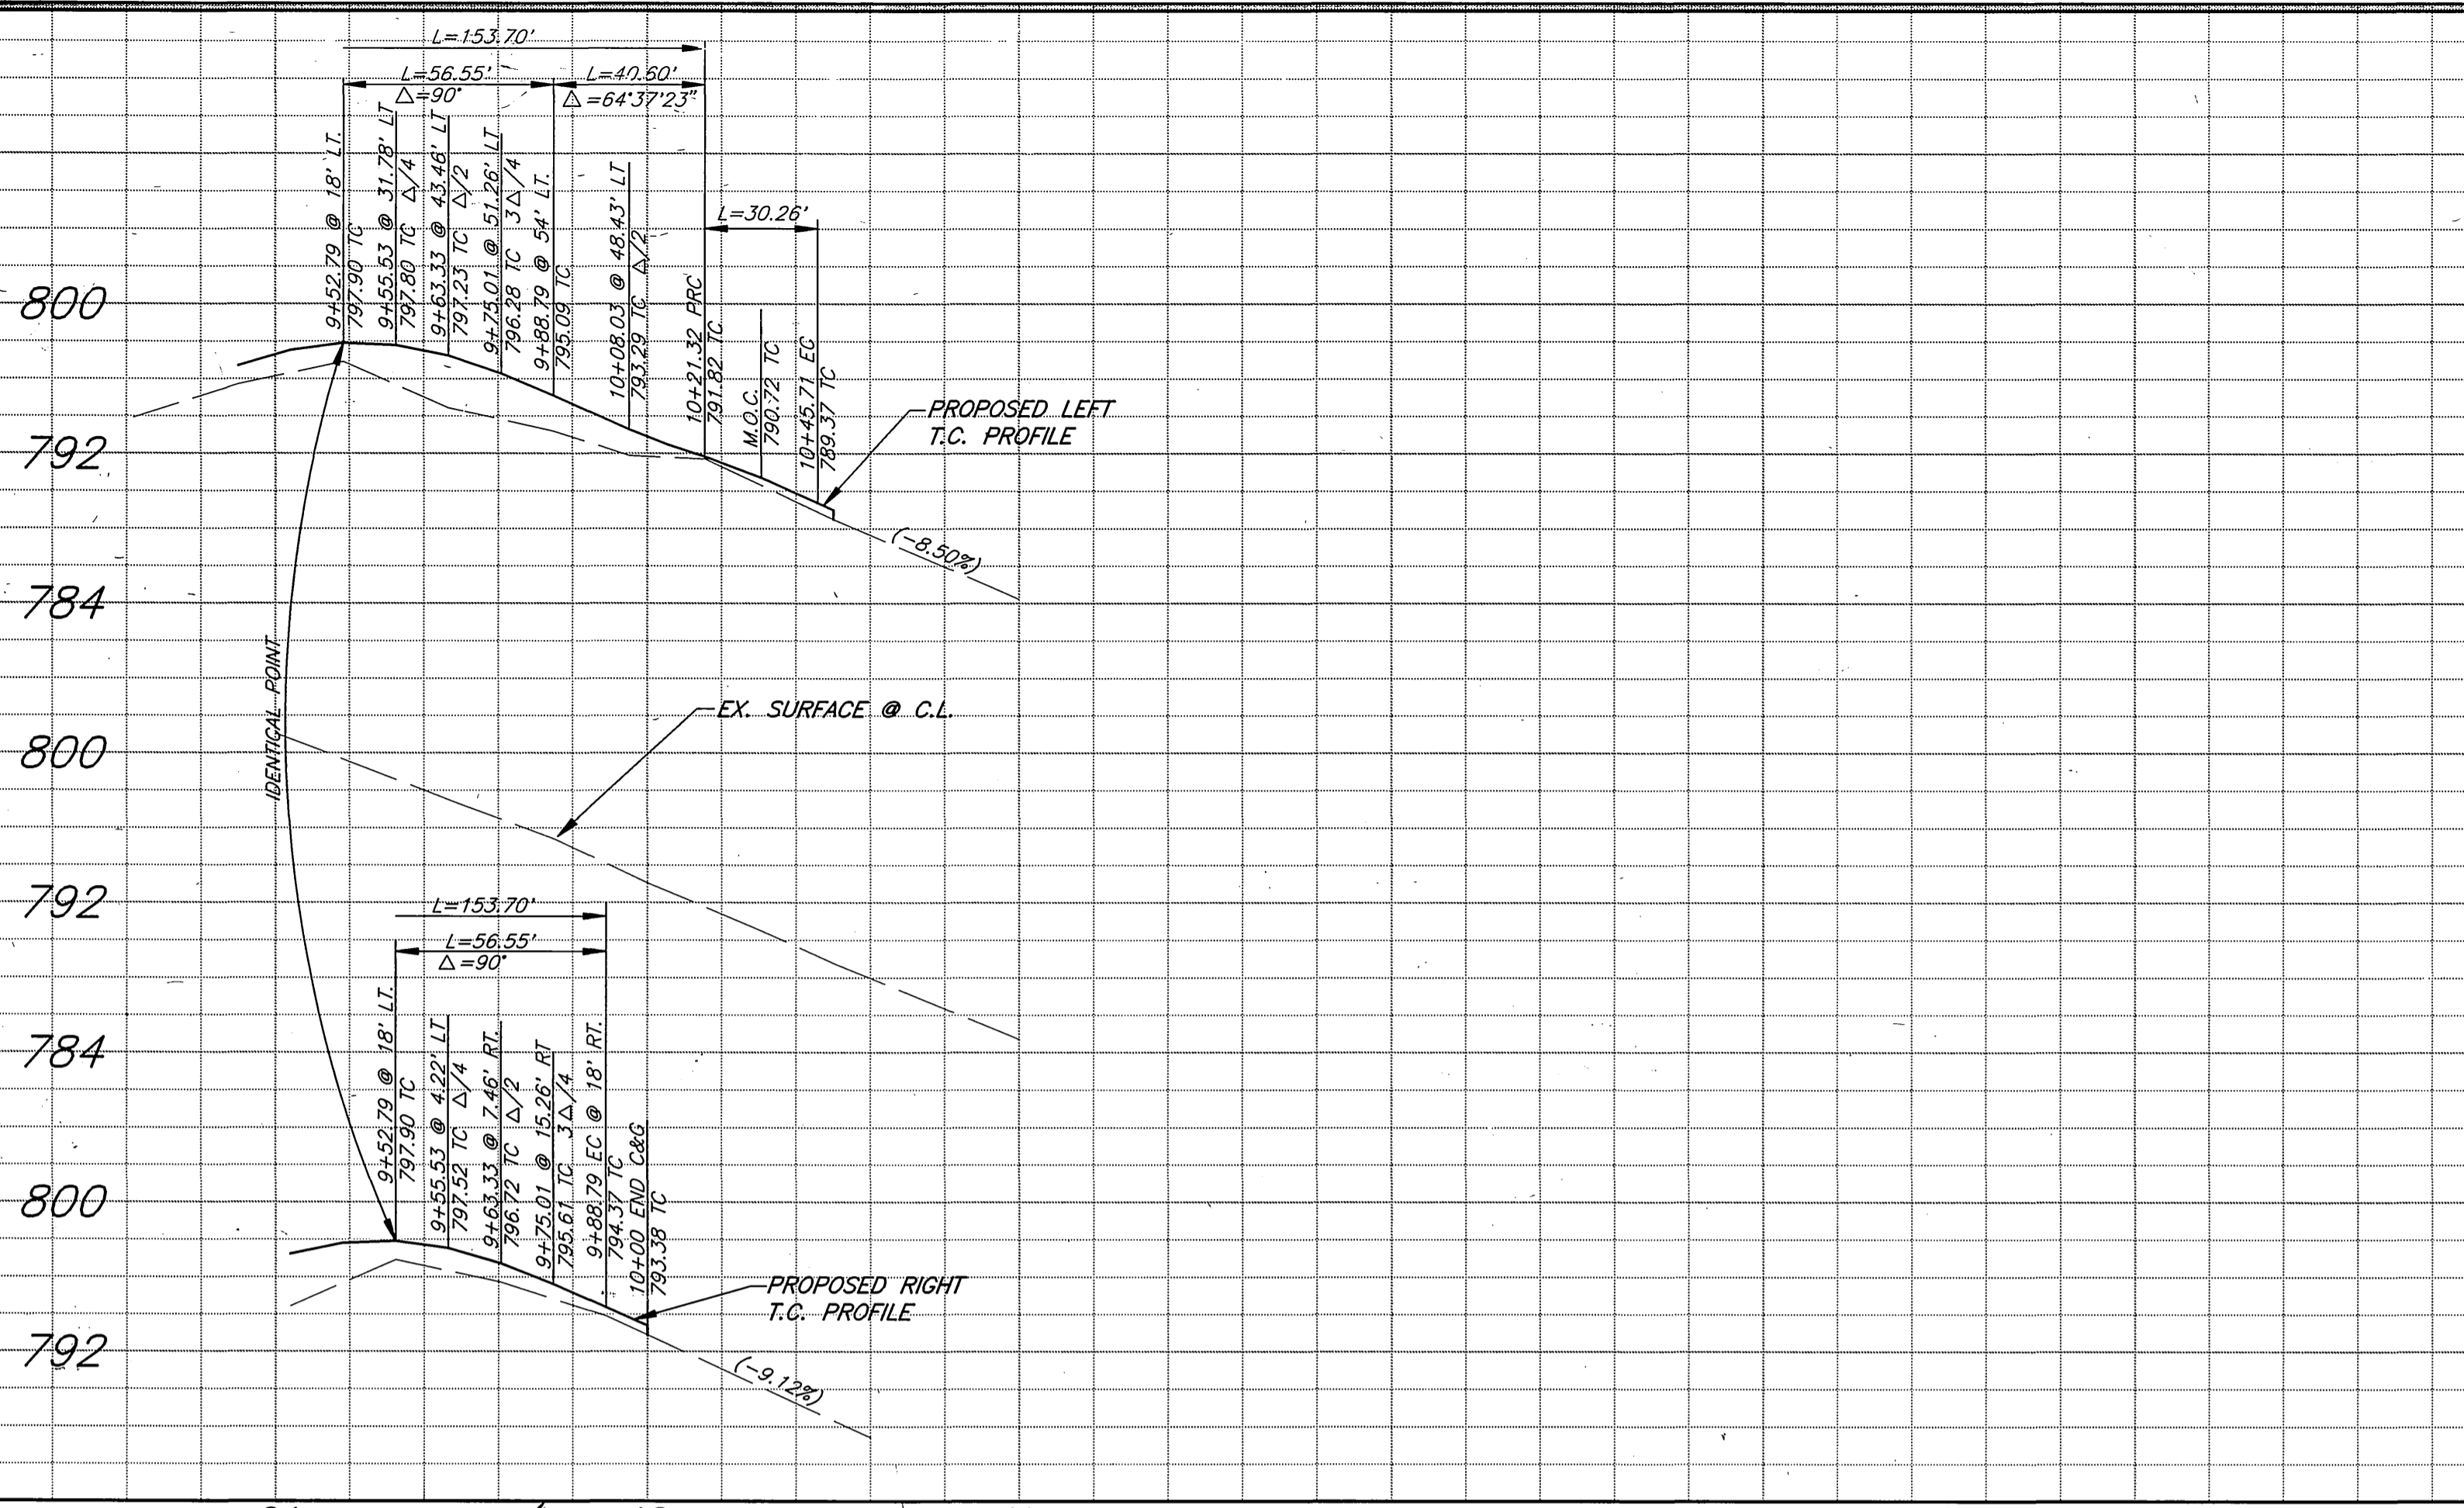 L=153.70'
L=56.55'
Δ=90°
L=40.60'
Δ=64°37'23"
9+52.79 @ 18' LT.
797.90 TC
9+55.53 @ 31.78' LT
797.80 TC Δ/4
9+63.33 @ 43.46' LT
797.23 TC Δ/2
9+75.01 @ 51.26' LT
796.28 TC 3Δ/4
9+88.79 @ 54' LT.
795.09 TC
10+08.03 @ 48.43' LT
793.29 TC Δ/2
10+21.32 PRC
791.82 TC
L=30.26'
M.O.C.
790.72 TC
10+45.71 EC
789.37 TC
PROPOSED LEFT
T.C. PROFILE
(-8.50%)
800
792
784
IDENTICAL POINT
EX. SURFACE @ C.L.
800
792
784
L=153.70'
L=56.55'
Δ=90°
9+52.79 @ 18' LT.
797.90 TC
9+55.53 @ 4.22' LT
797.52 TC Δ/4
9+63.33 @ 7.46' RT.
796.72 TC Δ/2
9+75.01 @ 15.26' RT
795.61 TC 3Δ/4
9+88.79 EC @ 18' RT.
794.37 TC
10+00 END C&G
793.38 TC
PROPOSED RIGHT
T.C. PROFILE
(-9.12%)
800
792